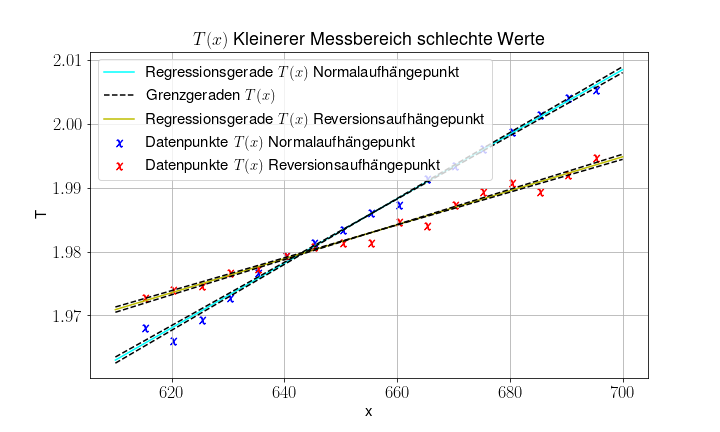 T(x) Kleinerer Messbereich schlechte Werte
Regressionsgerade T(x) Normalaufhängepunkt
Grenzgeraden T(x)
Regressionsgerade T(x) Reversionsaufhängepunkt
Datenpunkte T(x) Normalaufhängepunkt
Datenpunkte T(x) Reversionsaufhängepunkt
2.01
2.00
1.99
1.98
1.97
T
620 640 660 680 700
x